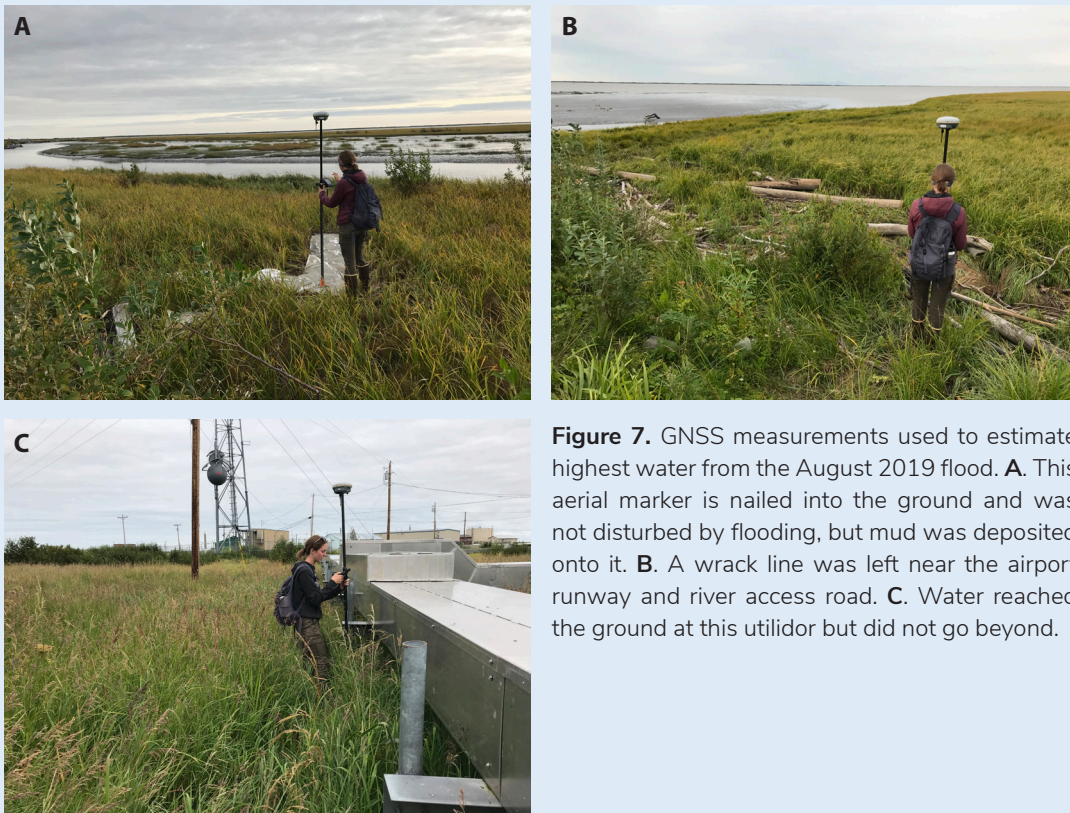 A
B
C
Figure 7. GNSS measurements used to estimate
highest water from the August 2019 flood. A. This
aerial marker is nailed into the ground and was
not disturbed by flooding, but mud was deposited
onto it. B. A wrack line was left near the airpor
runway and river access road. C. Water reached
the ground at this utilidor but did not go beyond.